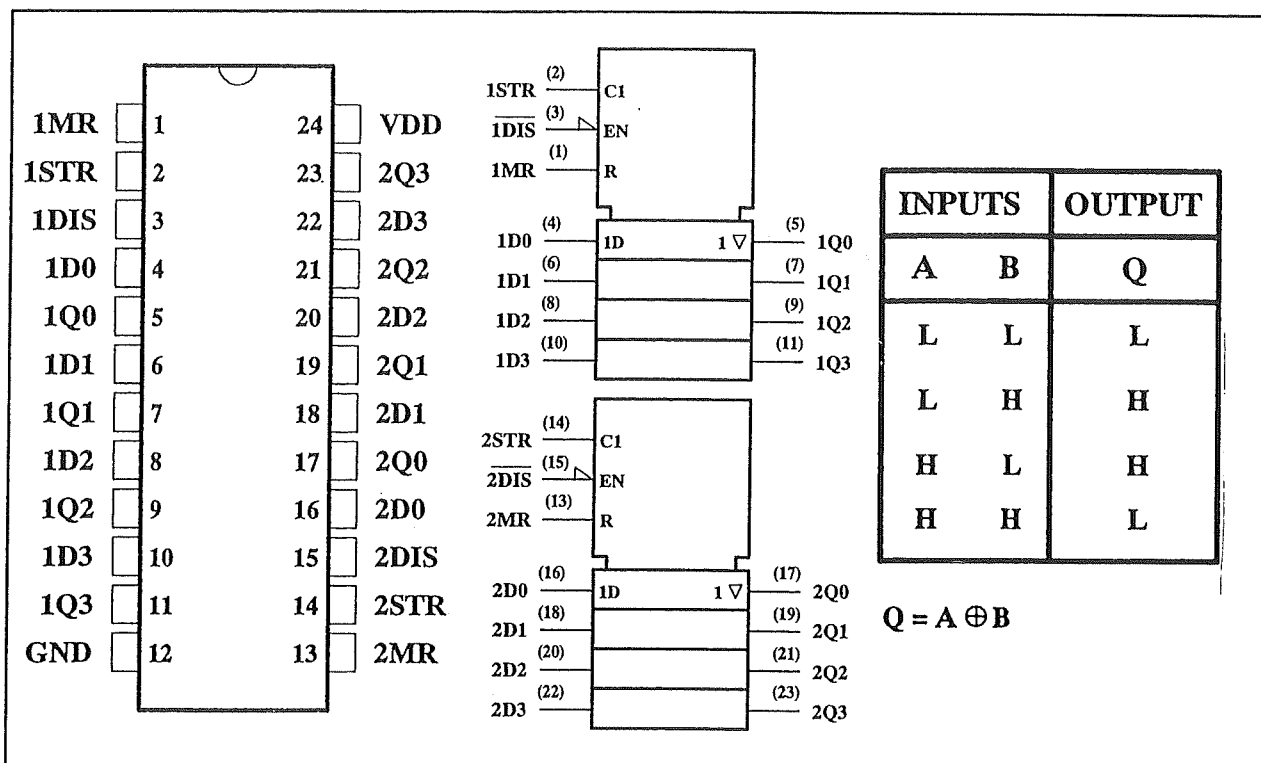 1MR 1 24 VDD
1STR 2 23 2Q3
1DIS 3 22 2D3
1D0 4 21 2Q2
1Q0 5 20 2D2
1D1 6 19 2Q1
1Q1 7 18 2D1
1D2 8 17 2Q0
1Q2 9 16 2D0
1D3 10 15 2DIS
1Q3 11 14 2STR
GND 12 13 2MR
1STR (2) C1
1DIS (3) EN
1MR (1) R
1D0 (4) 1D 1 ▽ (5) 1Q0
1D1 (6) (7) 1Q1
1D2 (8) (9) 1Q2
1D3 (10) (11) 1Q3
2STR (14) C1
2DIS (15) EN
2MR (13) R
2D0 (16) 1D 1 ▽ (17) 2Q0
2D1 (18) (19) 2Q1
2D2 (20) (21) 2Q2
2D3 (22) (23) 2Q3
INPUTS OUTPUT
A B Q
L L L
L H H
H L H
H H L
Q = A ⊕ B